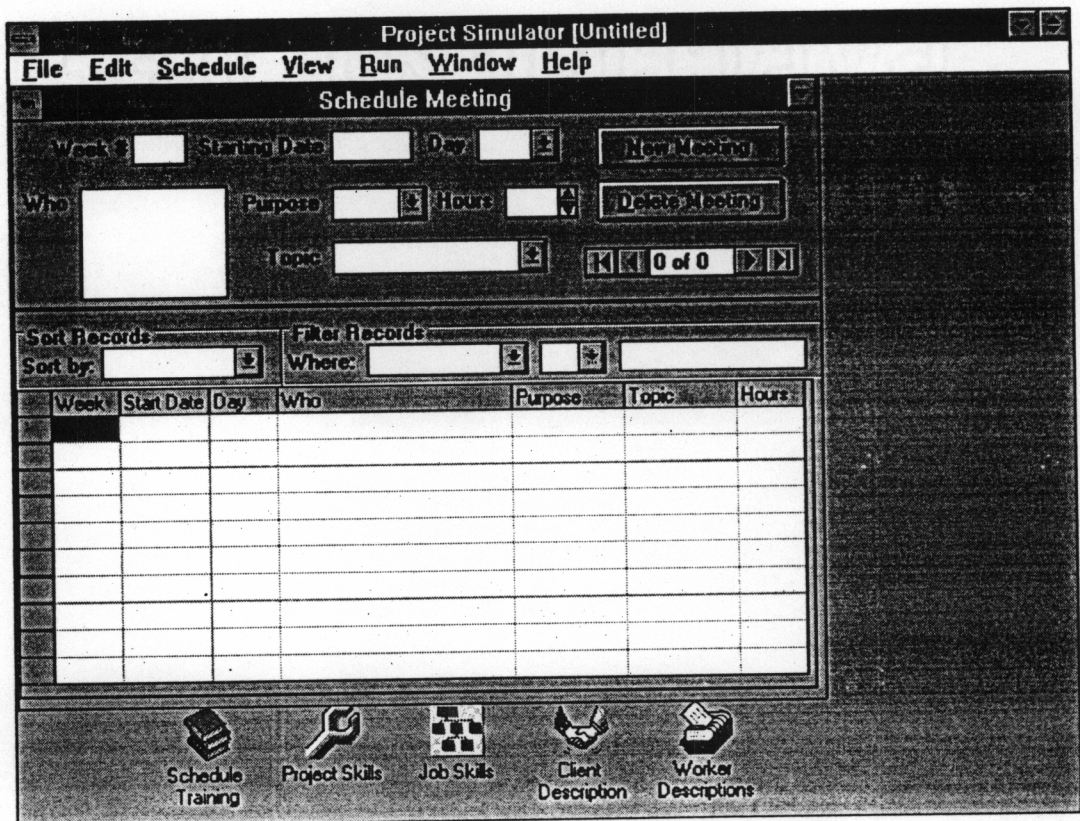 Project Simulator [Untitled]
File Edit Schedule View Run Window Help
Schedule Meeting
Week # Starting Date Day New Meeting
Who Purpose Hours Delete Meeting
Topic 0 of 0
Sort Records Filter Records
Sort by: Where:
Week Start Date Day Who Purpose Topic Hours
Schedule Training
Project Skills
Job Skills
Client Description
Worker Descriptions